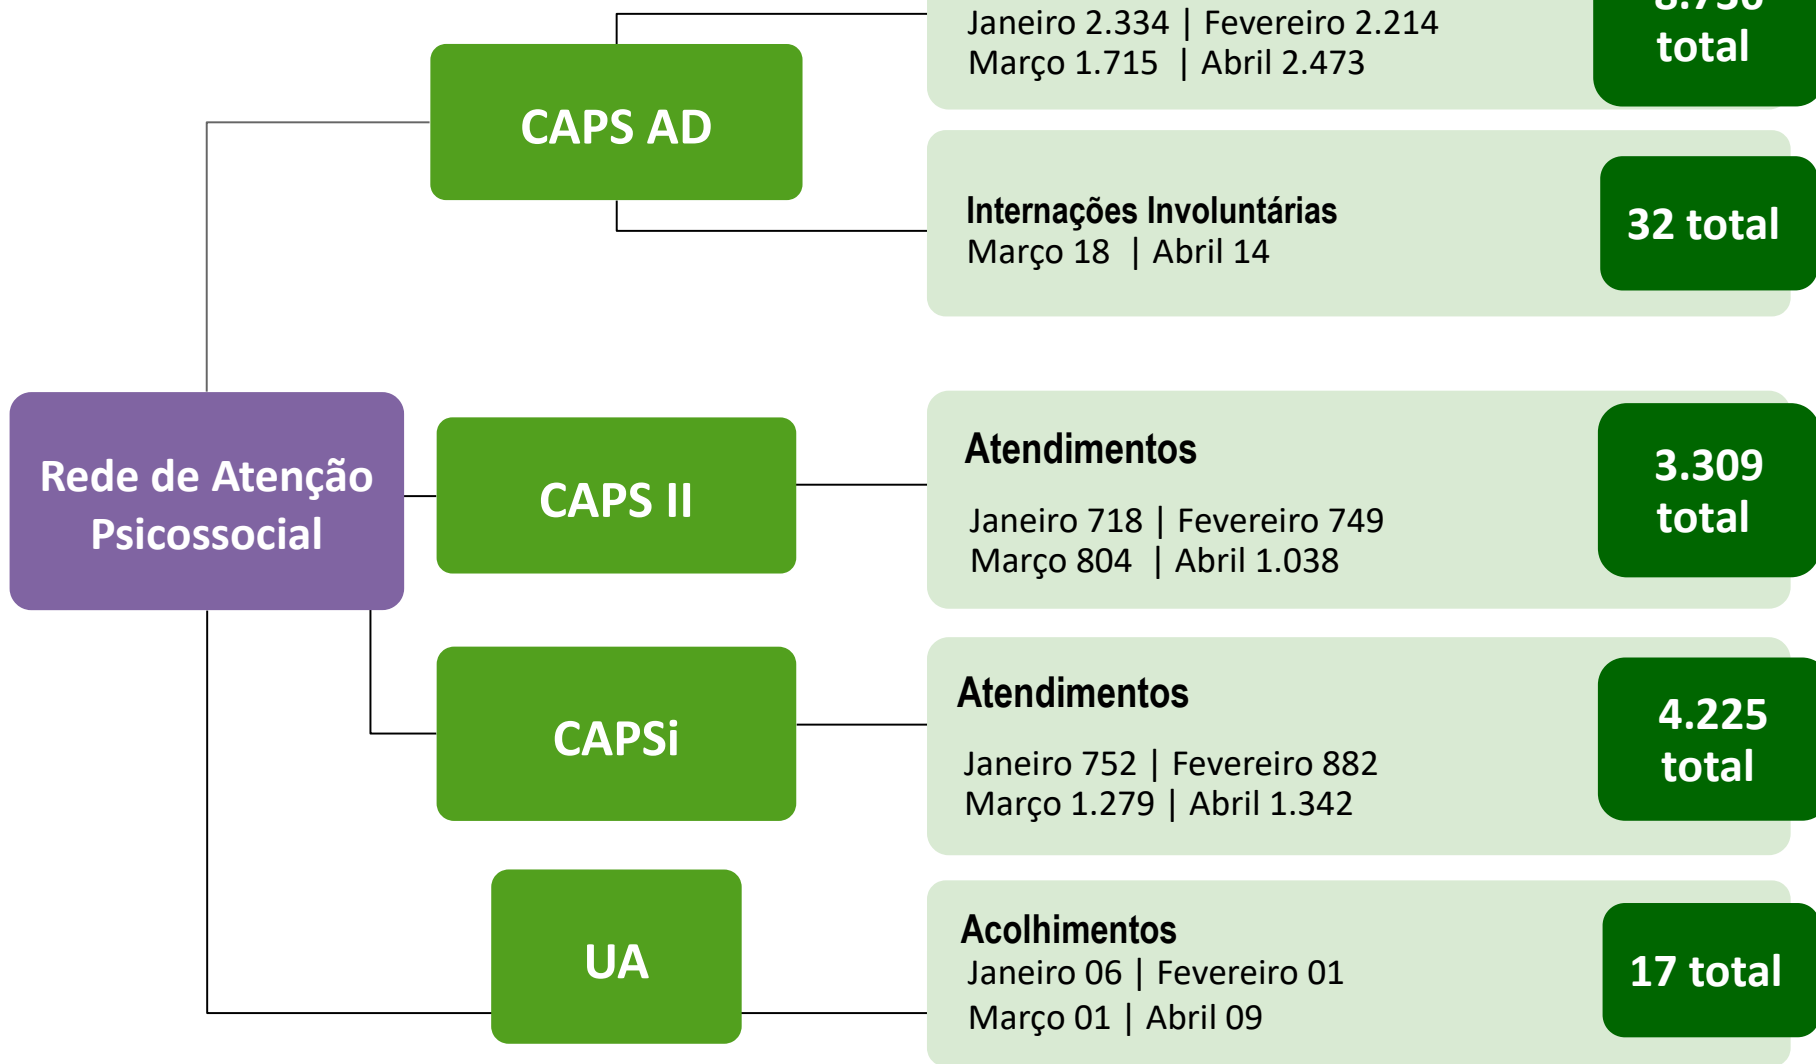 Janeiro 2.334 | Fevereiro 2.214
Março 1.715 | Abril 2.473
total
CAPS AD
Internações Involuntárias
Março 18 | Abril 14
32 total
Rede de Atenção
Psicossocial
CAPS II
Atendimentos
Janeiro 718 | Fevereiro 749
Março 804 | Abril 1.038
3.309
total
CAPSi
Atendimentos
Janeiro 752 | Fevereiro 882
Março 1.279 | Abril 1.342
4.225
total
UA
Acolhimentos
Janeiro 06 | Fevereiro 01
Março 01 | Abril 09
17 total